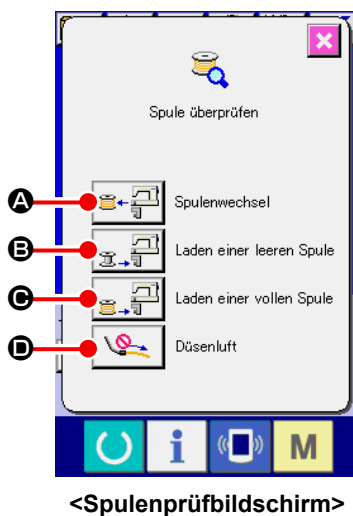 Spule überprüfen
A Spulenwechsel
B Laden einer leeren Spule
C Laden einer vollen Spule
D Düsenluft
i M
<Spulenprüfbildschirm>